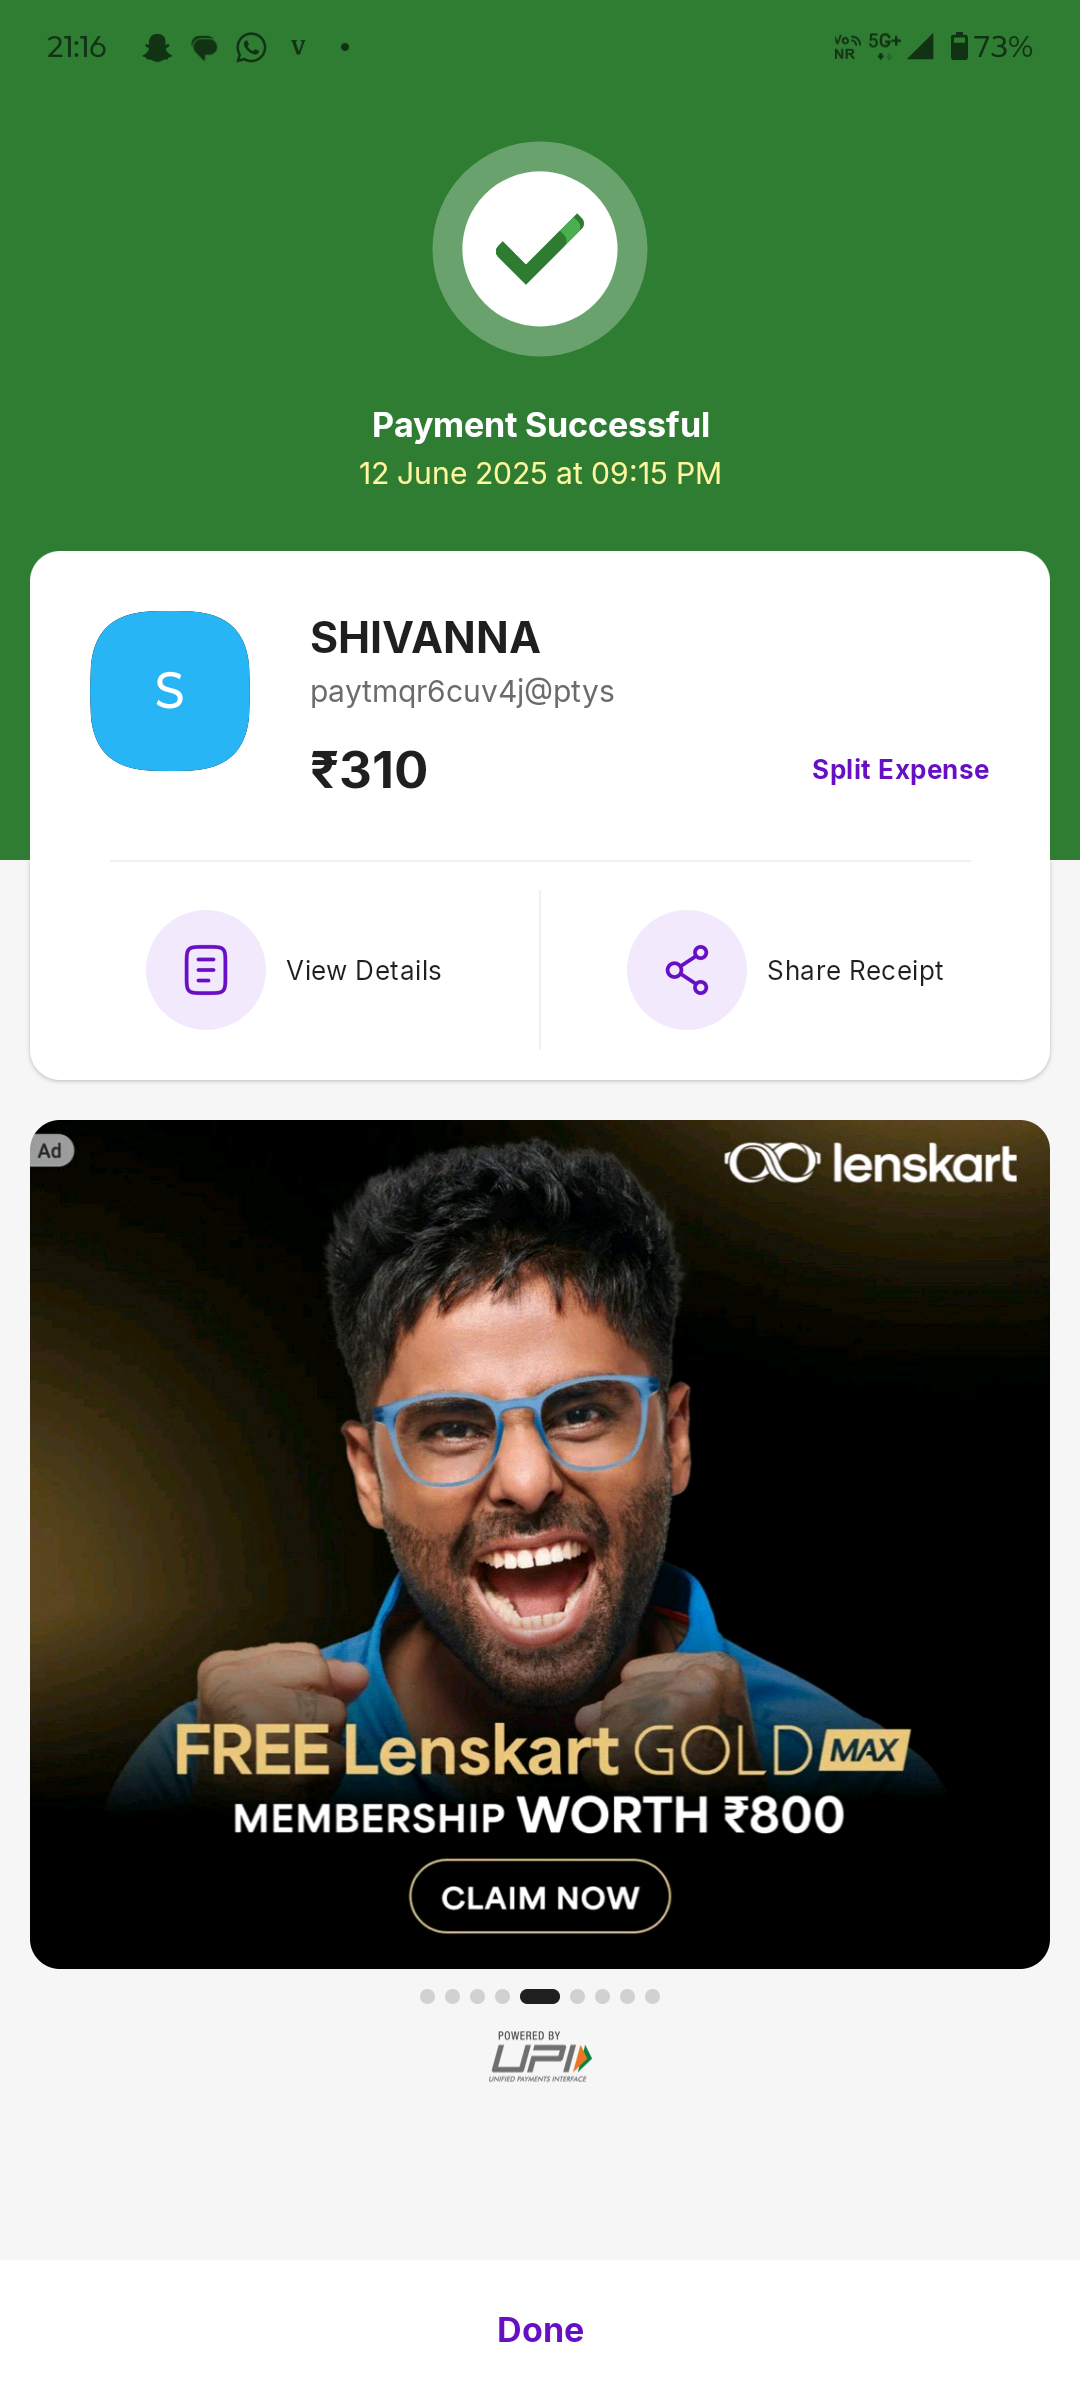 21:16
V
Vo NR 5G+ 73%
Payment Successful
12 June 2025 at 09:15 PM
S
SHIVANNA
paytmqr6cuv4j@ptys
₹310
Split Expense
View Details
Share Receipt
Ad
lenskart
FREE Lenskart GOLD MAX
MEMBERSHIP WORTH ₹800
CLAIM NOW
POWERED BY
UPI
UNIFIED PAYMENTS INTERFACE
Done